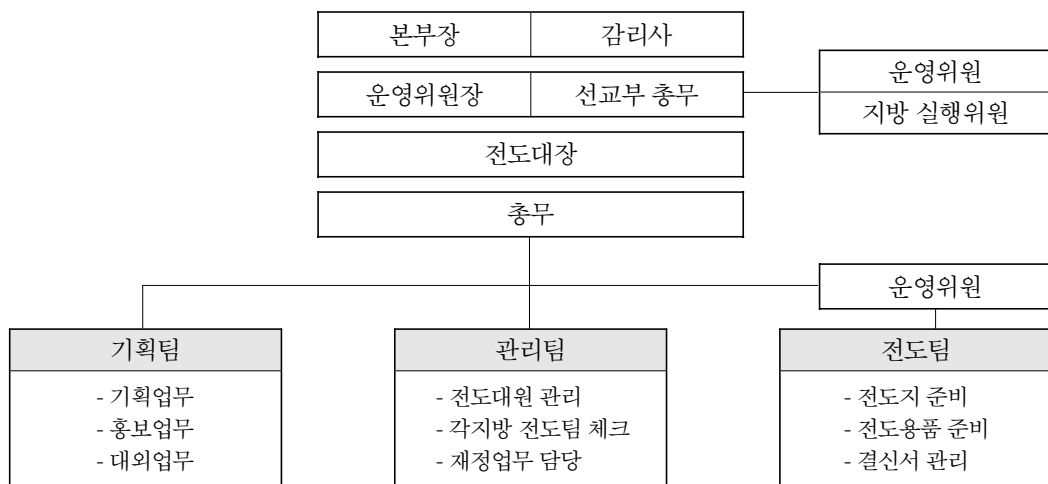 본부장 감리사
운영위원장 선교부 총무
운영위원
지방 실행위원
전도대장
총무
운영위원
기획팀
- 기획업무
- 홍보업무
- 대외업무
관리팀
- 전도대원 관리
- 각지방 전도팀 체크
- 재정업무 담당
전도팀
- 전도지 준비
- 전도용품 준비
- 결신서 관리